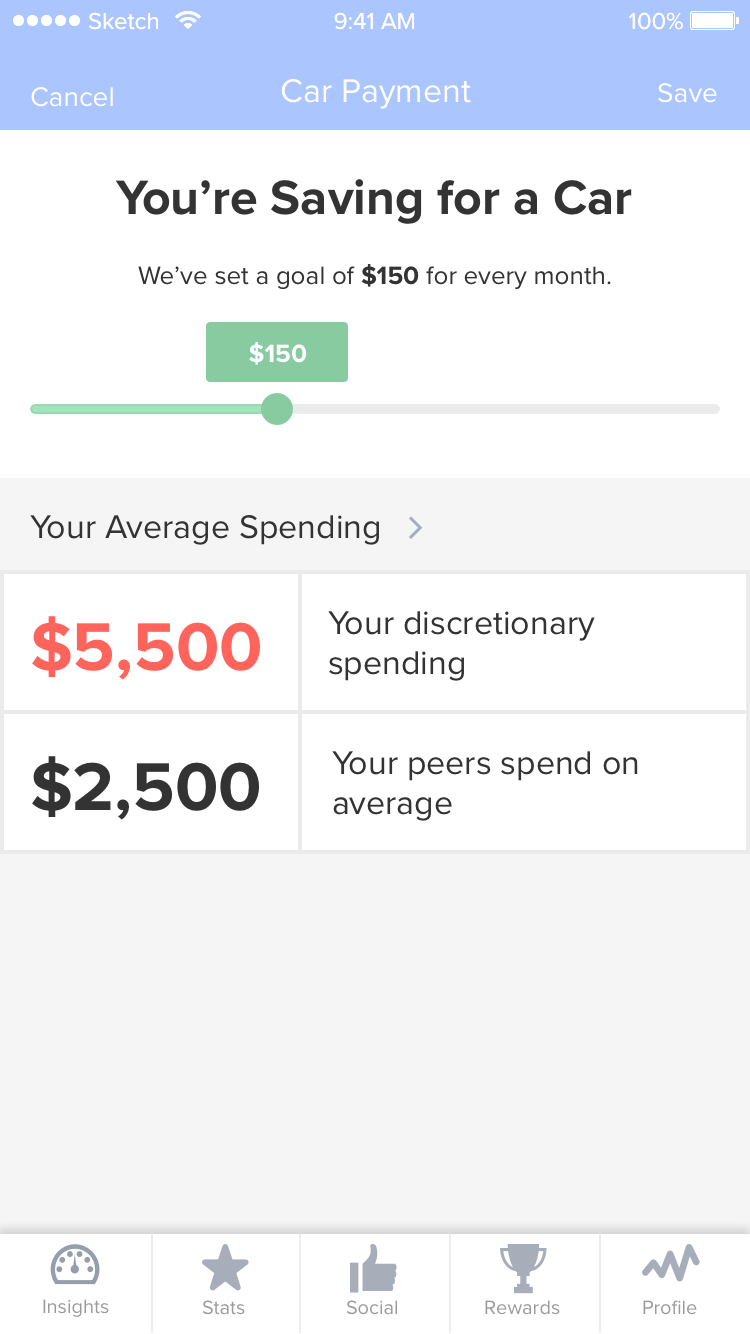 Sketch 9:41 AM 100%
Cancel Car Payment Save
You’re Saving for a Car
We’ve set a goal of $150 for every month.
$150
Your Average Spending
$5,500
Your discretionary
spending
$2,500
Your peers spend on
average
Insights Stats Social Rewards Profile